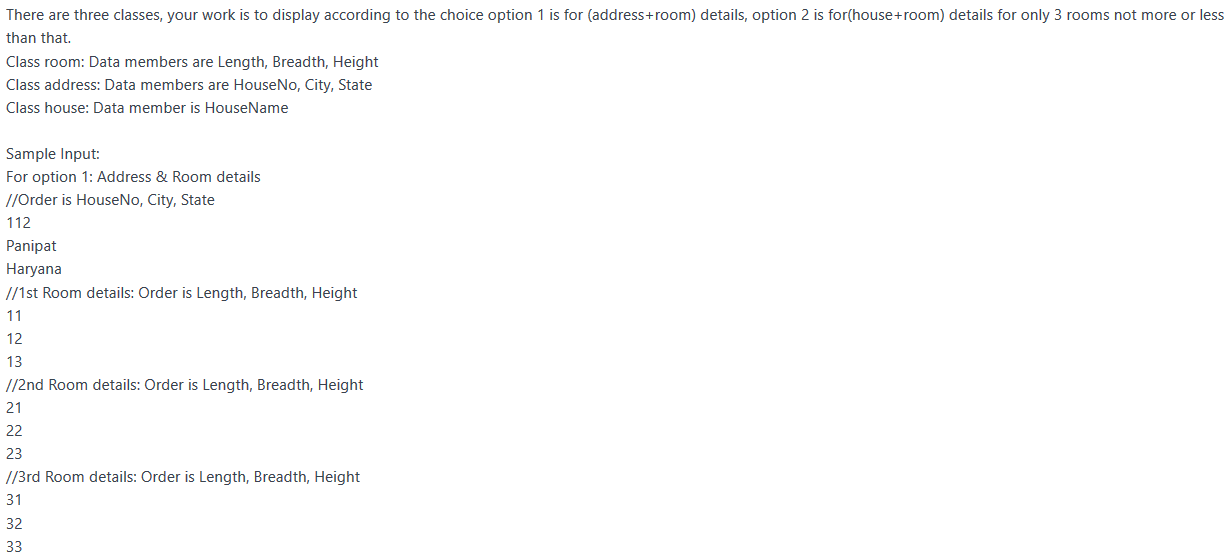 There are three classes, your work is to display according to the choice option 1 is for (address+room) details, option 2 is for(house+room) details for only 3 rooms not more or less
than that.
Class room: Data members are Length, Breadth, Height
Class address: Data members are HouseNo, City, State
Class house: Data member is HouseName
Sample Input:
For option 1: Address & Room details
//Order is HouseNo, City, State
112
Panipat
Haryana
//1st Room details: Order is Length, Breadth, Height
11
12
13
//2nd Room details: Order is Length, Breadth, Height
21
22
23
//3rd Room details: Order is Length, Breadth, Height
31
32
33